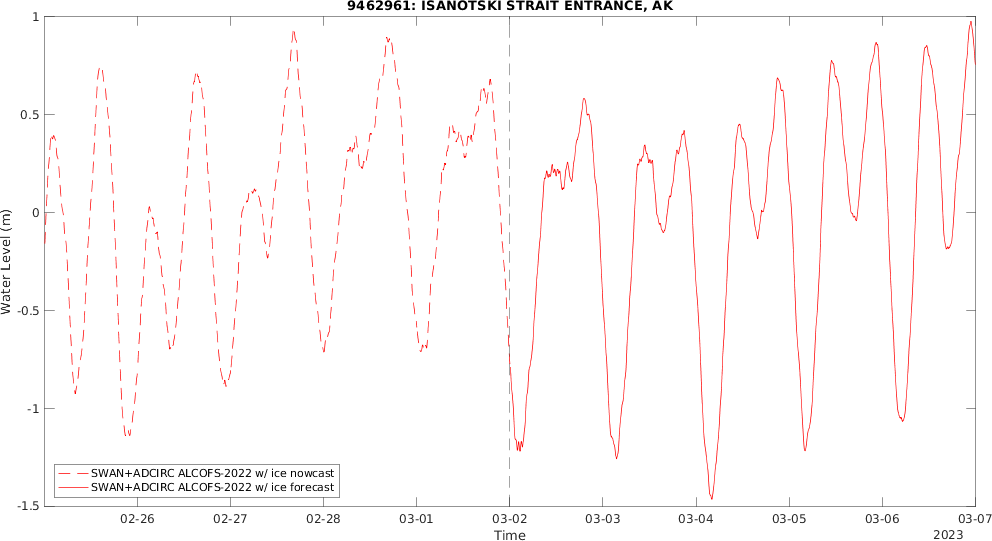 9462961: ISANOTSKI STRAIT ENTRANCE, AK
1
0.5
0
-0.5
-1
-1.5
Water Level (m)
SWAN+ADCIRC ALCOFS-2022 w/ ice nowcast
SWAN+ADCIRC ALCOFS-2022 w/ ice forecast
02-26 02-27 02-28 03-01 03-02 03-03 03-04 03-05 03-06 03-07
Time
2023